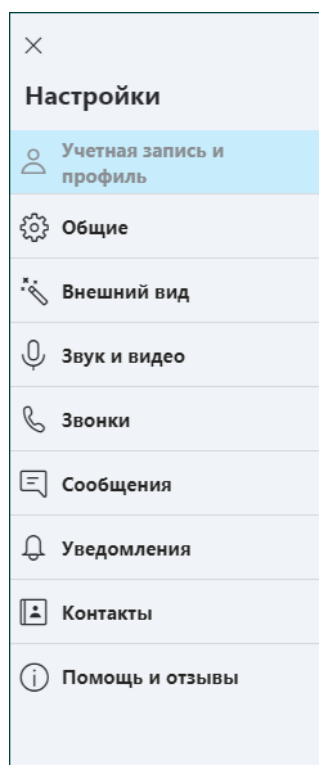 Настройки
Учетная запись и
профиль
Общие
Внешний вид
Звук и видео
Звонки
Сообщения
Уведомления
Контакты
Помощь и отзывы